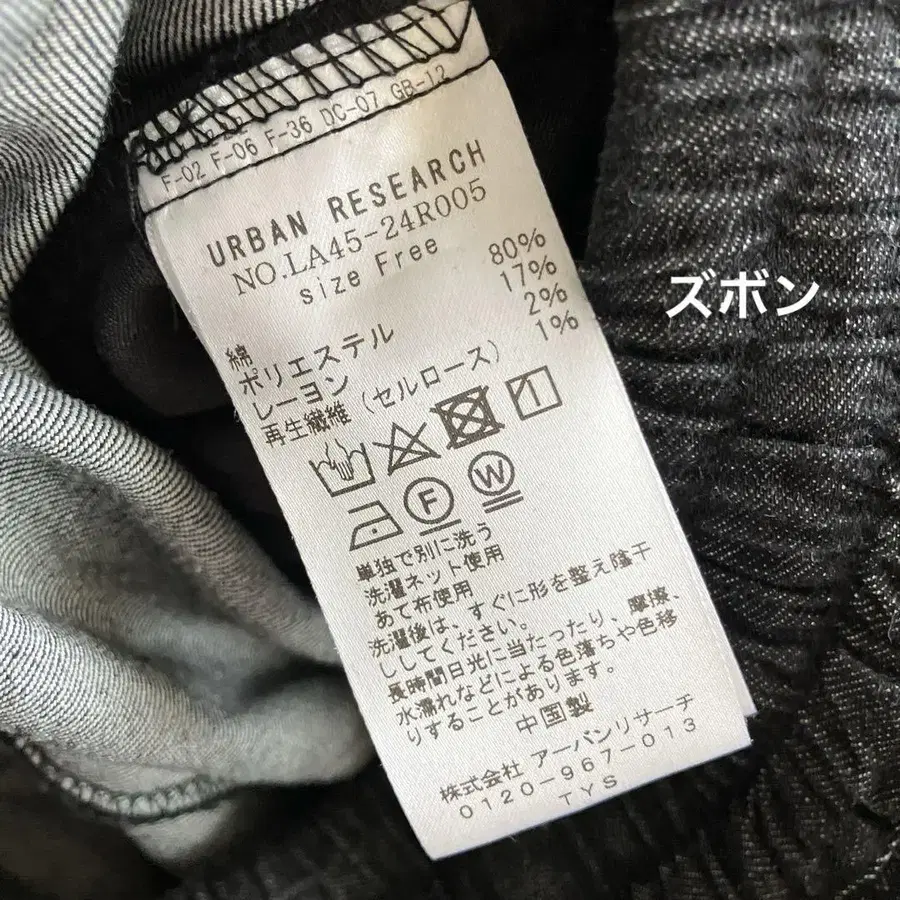 F-02 F-06 F-36 DC-07 GB-12
URBAN RESEARCH
NO.LA45-24R005
size Free
綿 80%
ポリエステル 17%
レーヨン 2%
再生繊維(セルロース) 1%
1
F W
単独で別に洗う
洗濯ネット使用
あて布使用
洗濯後は、すぐに形を整え陰干
ししてください。
長時間日光に当たったり、摩擦、
水濡れなどによる色落ちや色移
りすることがあります。
中国製
株式会社 アーバンリサーチ
0120-967-013
TYS
ズボン